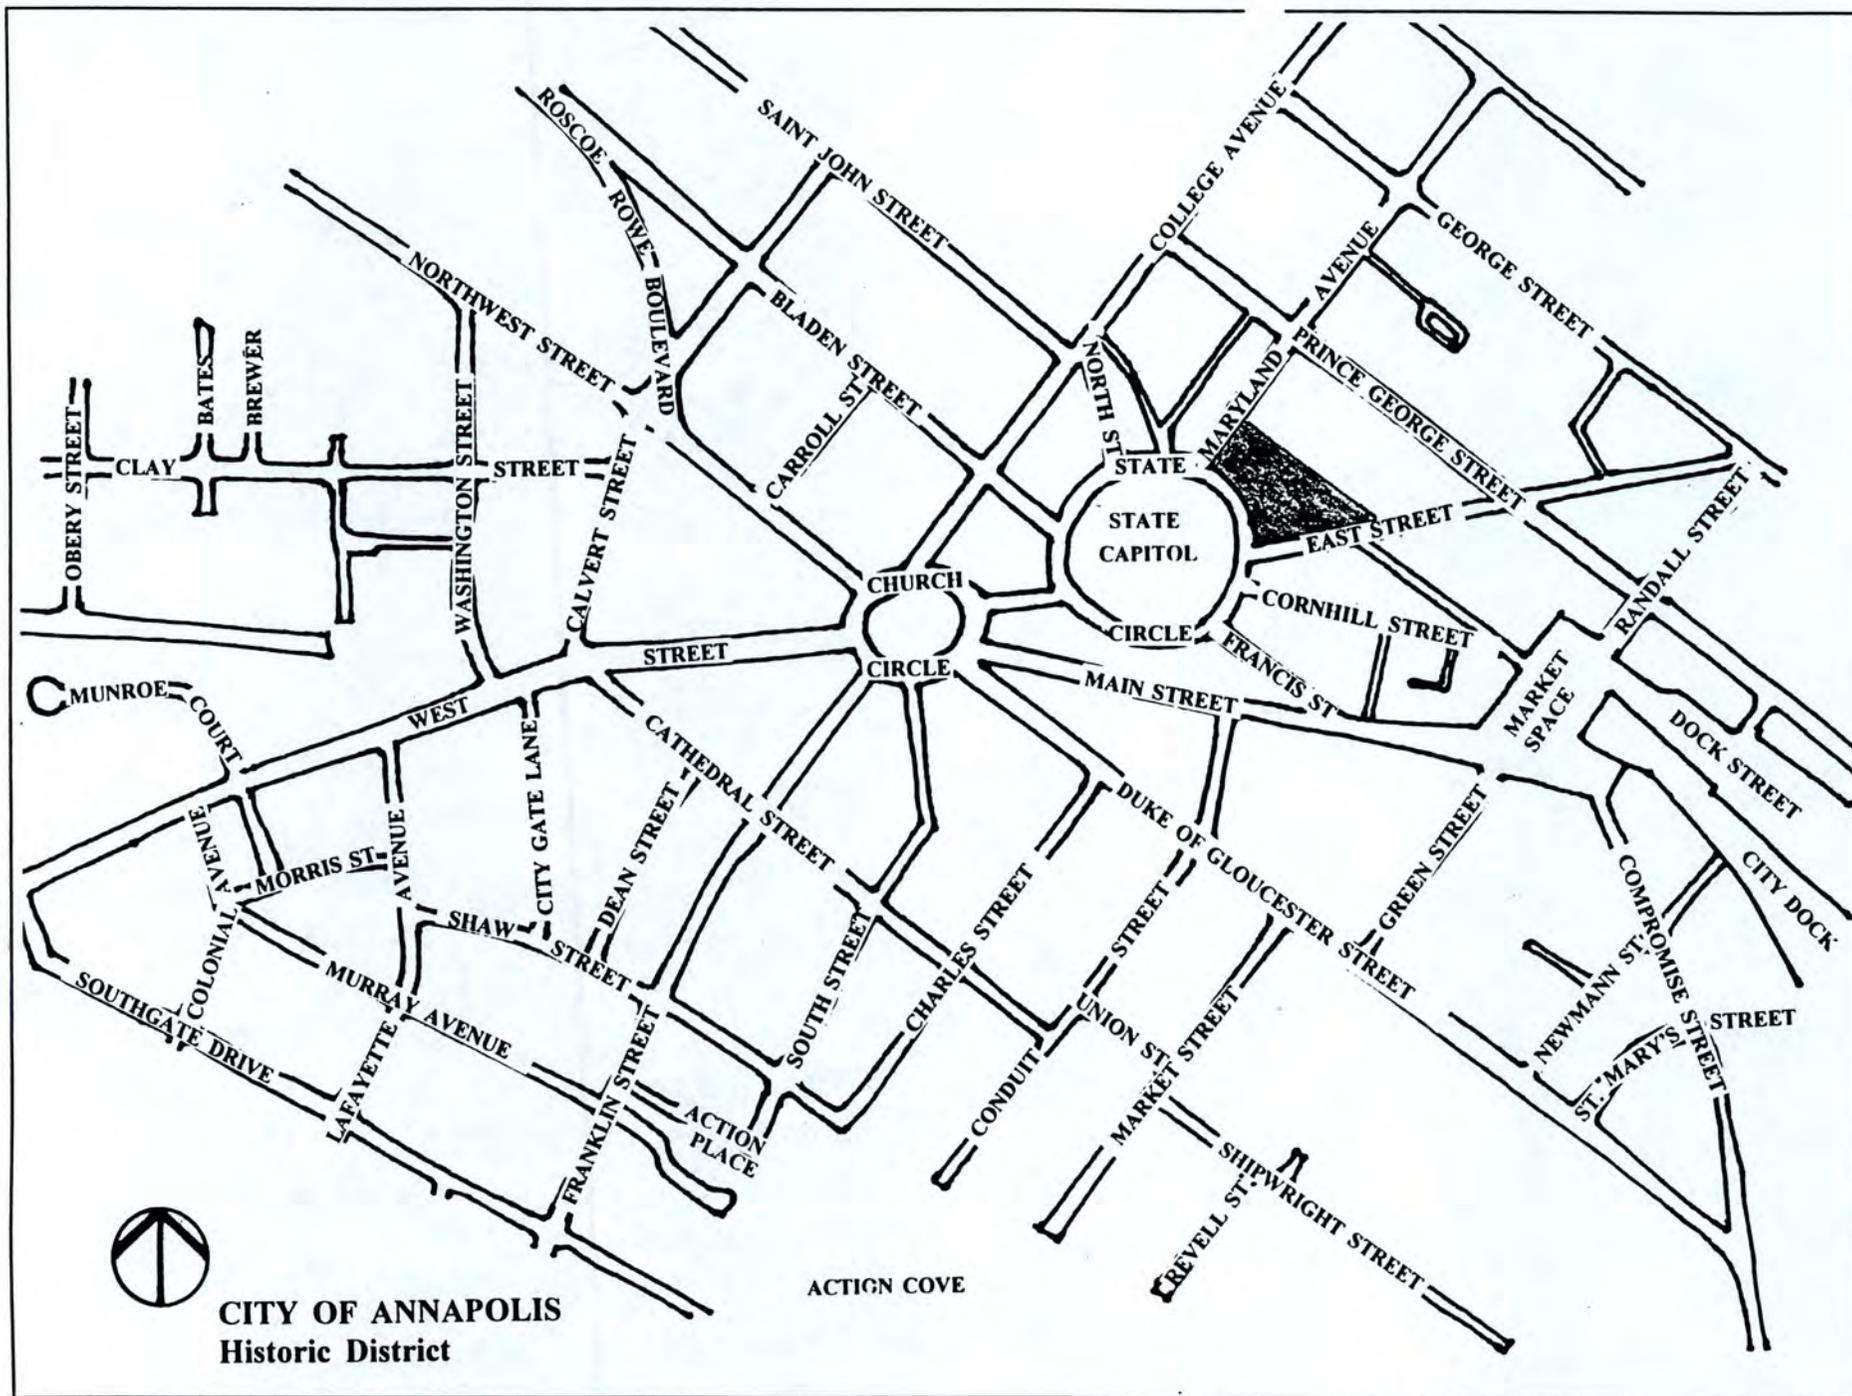 ROSCOE ROWE BOULEVARD
SAINT JOHN STREET
COLLEGE AVENUE
GEORGE STREET
NORTHWEST STREET
BLADEN STREET
NORTH ST.
MARYLAND AVENUE
PRINCE GEORGE STREET
BATES
BREWER
OBERY STREET
CLAY STREET
WASHINGTON STREET
CALVERT STREET
CARROLL ST.
STATE CIRCLE
STATE
CAPITOL
EAST STREET
RANDALL STREET
CHURCH CIRCLE
CORNHILL STREET
FRANCIS ST
MAIN STREET
MARKET
SPACE
DOCK STREET
CITY DOCK
MUNROE COURT
WEST STREET
CITY GATE LANE
CATHEDRAL STREET
DEAN STREET
DUKE OF GLOUCESTER STREET
GREEN STREET
COMPROMISE STREET
COLONIAL AVENUE
MORRIS ST.
LAFAYETTE AVENUE
SHAW STREET
MURRAY AVENUE
SOUTHGATE DRIVE
FRANKLIN STREET
SOUTH STREET
CHARLES STREET
CONDUIT STREET
UNION ST.
MARKET STREET
NEWMANN ST.
ST. MARY'S STREET
ACTION
PLACE
SHIPWRIGHT STREET
REVELL ST.
ACTION COVE
CITY OF ANNAPOLIS
Historic District